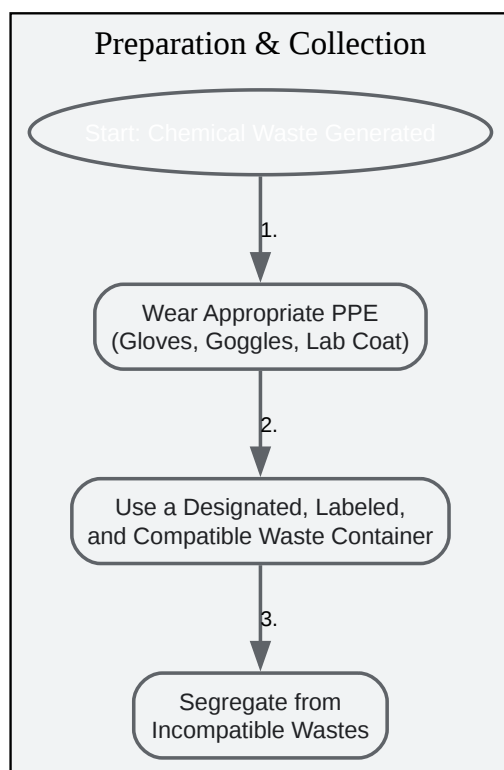 Preparation & Collection
Start: Chemical Waste Generated
1.
Wear Appropriate PPE
(Gloves, Goggles, Lab Coat)
2.
Use a Designated, Labeled,
and Compatible Waste Container
3.
Segregate from
Incompatible Wastes